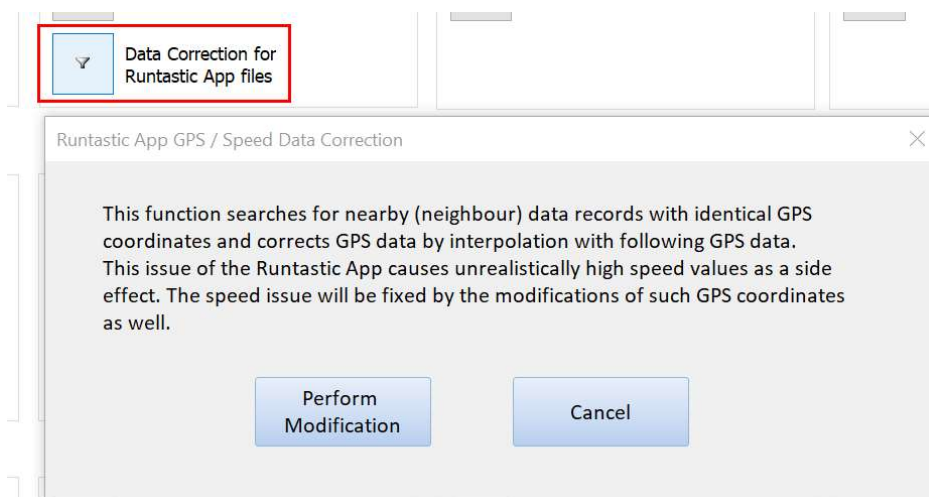 Data Correction for
Runtastic App files
Runtastic App GPS / Speed Data Correction
This function searches for nearby (neighbour) data records with identical GPS
coordinates and corrects GPS data by interpolation with following GPS data.
This issue of the Runtastic App causes unrealistically high speed values as a side
effect. The speed issue will be fixed by the modifications of such GPS coordinates
as well.
Perform
Modification
Cancel